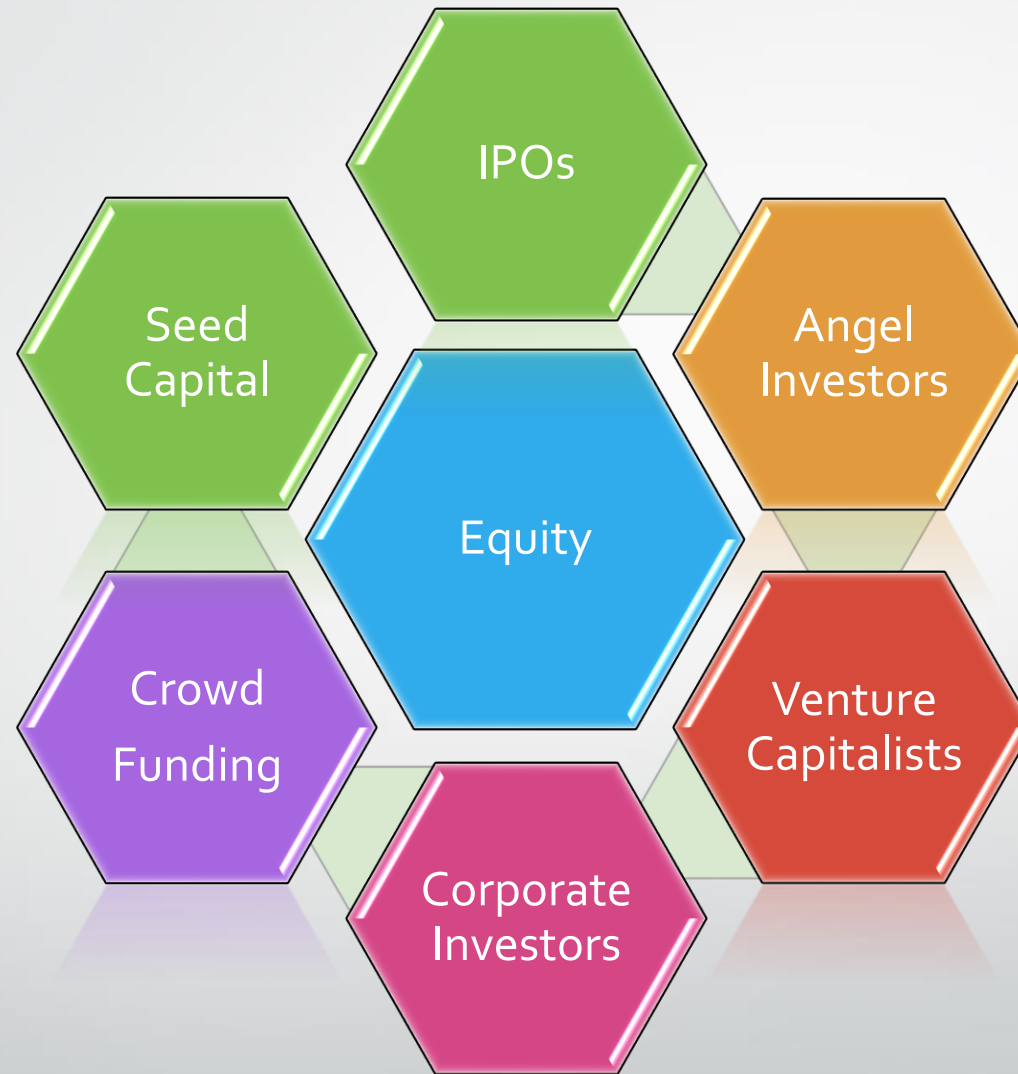 IPOs
Seed
Capital
Angel
Investors
Equity
Crowd
Funding
Venture
Capitalists
Corporate
Investors